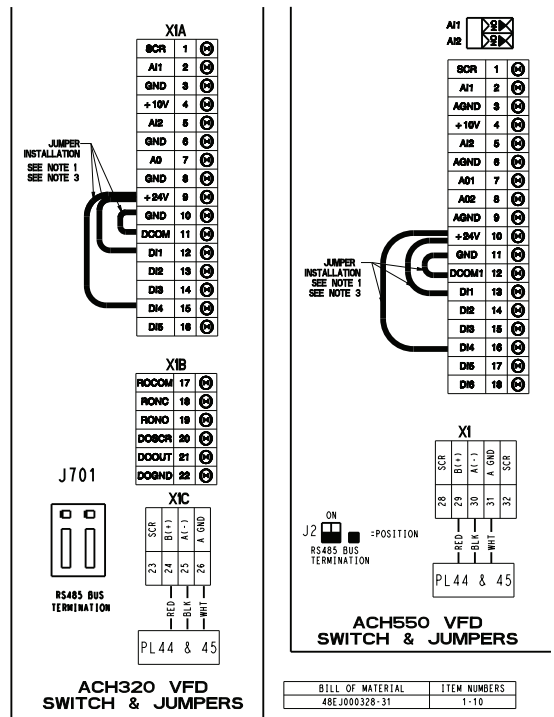 X1A
SCR 1
AI1 2
GND 3
+10V 4
AI2 5
GND 6
A0 7
GND 8
+24V 9
GND 10
DCOM 11
DI1 12
DI2 13
DI3 14
DI4 15
DI5 16
JUMPER
INSTALLATION
SEE NOTE 1
SEE NOTE 3
X1B
ROCOM 17
RONC 18
RONO 19
DOSCR 20
DOOUT 21
DOGND 22
J701
RS485 BUS
TERMINATION
X1C
SCR B(+) A(-) A GND
23 24 25 26
RED BLK WHT
PL44 & 45
ACH320 VFD
SWITCH & JUMPERS
AI1 ON
AI2
SCR 1
AI1 2
AGND 3
+10V 4
AI2 5
AGND 6
A01 7
A02 8
AGND 9
+24V 10
GND 11
DCOM1 12
DI1 13
DI2 14
DI3 15
DI4 16
DI5 17
DI6 18
JUMPER
INSTALLATION
SEE NOTE 1
SEE NOTE 3
X1
SCR B(+) A(-) A GND SCR
28 29 30 31 32
ON
J2 =POSITION
RS485 BUS
TERMINATION
RED BLK WHT
PL44 & 45
ACH550 VFD
SWITCH & JUMPERS
BILL OF MATERIAL ITEM NUMBERS
48EJ000328-31 1-10